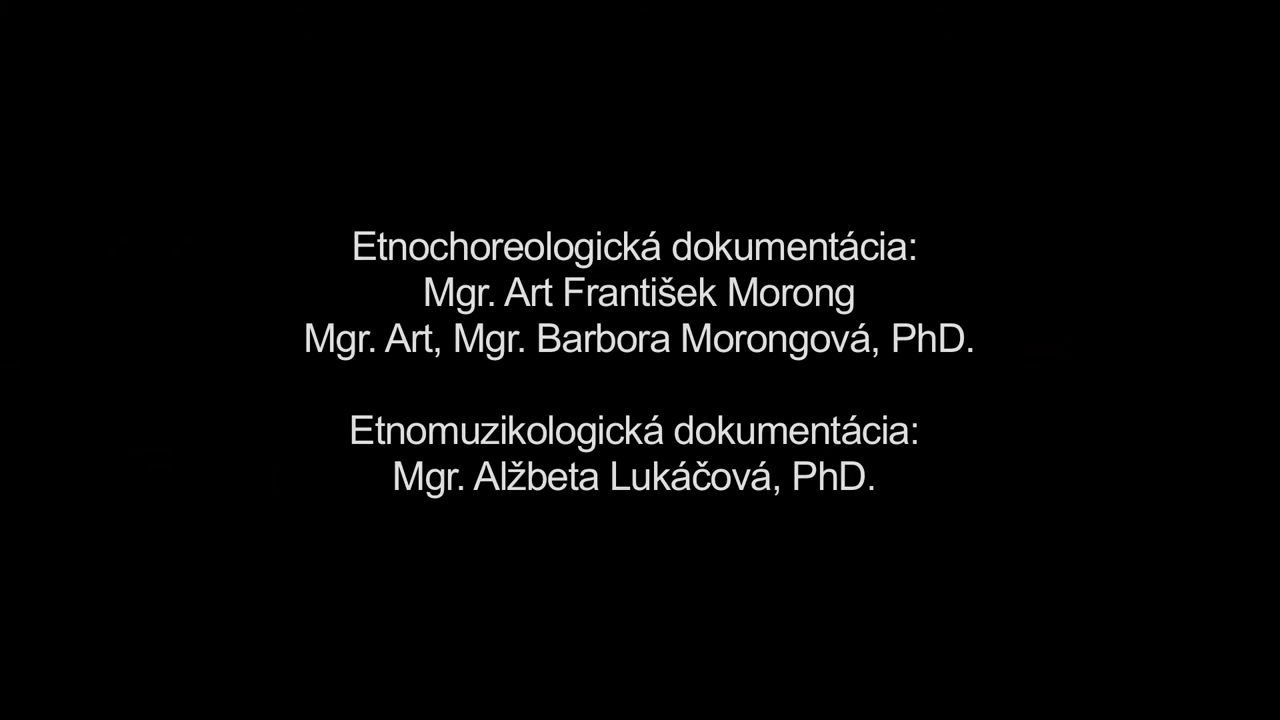 Etnochoreologická dokumentácia:
Mgr. Art František Morong
Mgr. Art, Mgr. Barbora Morongová, PhD.
Etnomuzikologická dokumentácia:
Mgr. Alžbeta Lukáčová, PhD.